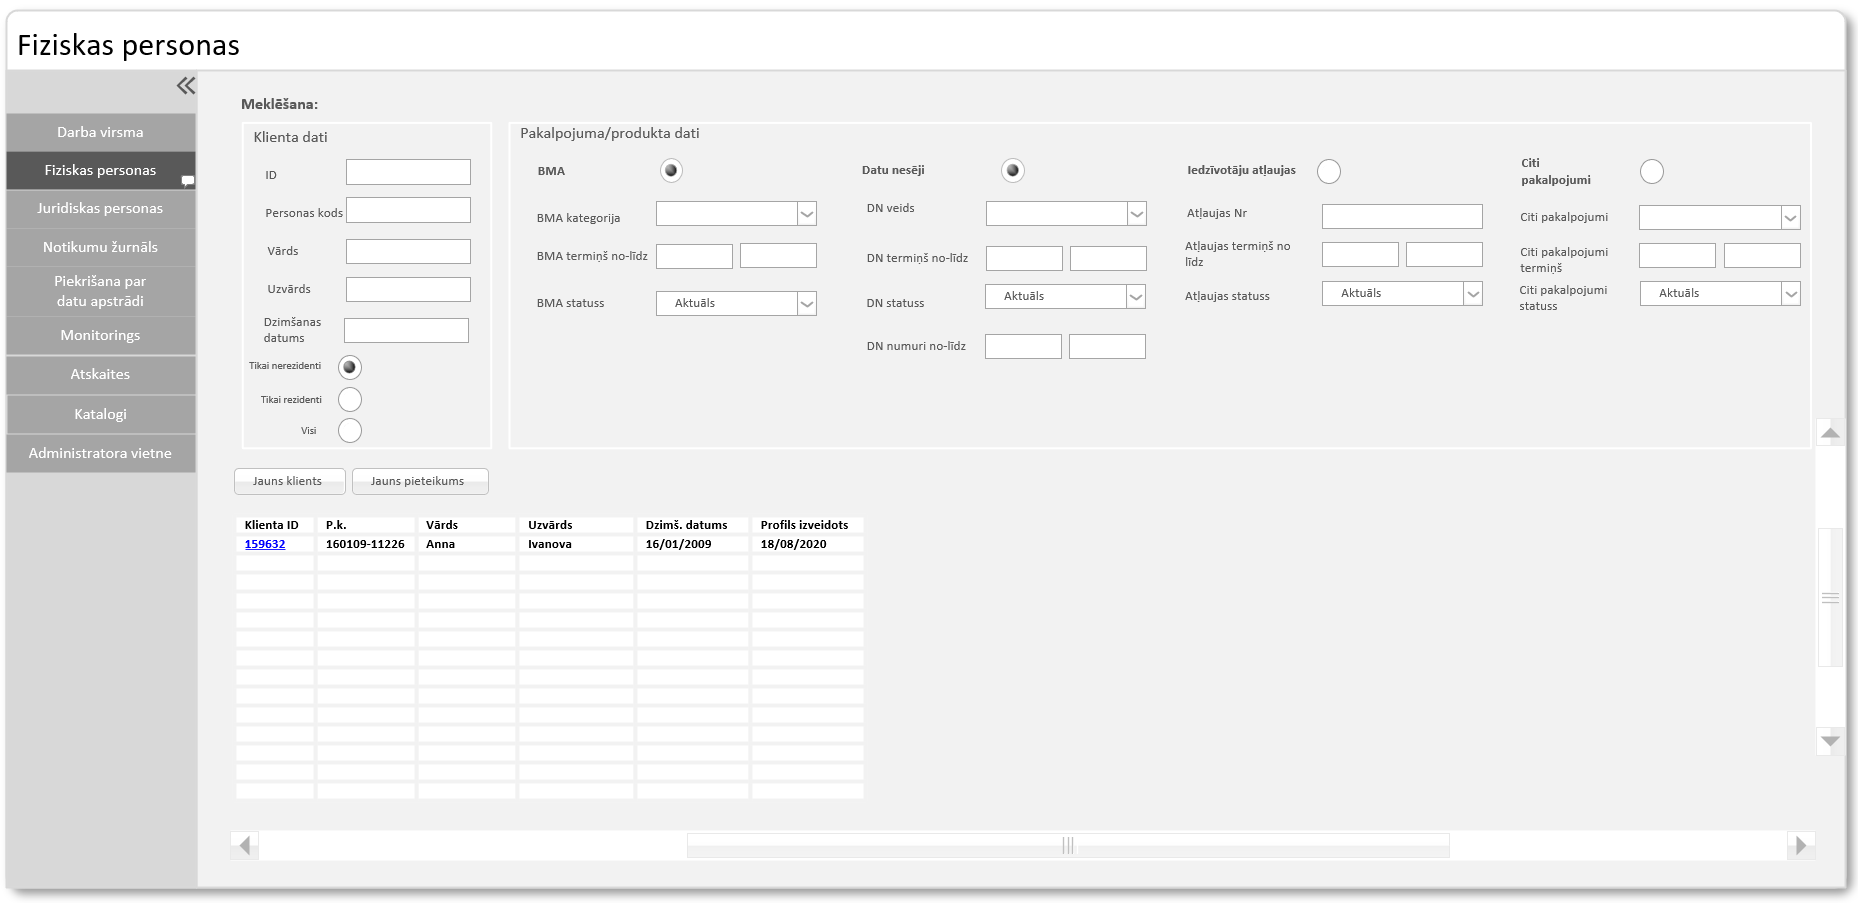 Fiziskas personas
Darba virsma
Fiziskas personas
Juridiskas personas
Notikumu žurnāls
Piekrišana par
datu apstrādi
Monitorings
Atskaites
Katalogi
Administratora vietne
Meklēšana:
Klienta dati
ID
Personas kods
Vārds
Uzvārds
Dzimšanas
datums
Tikai nerezidenti
Tikai rezidenti
Visi
Pakalpojuma/produkta dati
BMA
BMA kategorija
BMA termiņš no-līdz
BMA statuss
Aktuāls
Datu nesēji
DN veids
DN termiņš no-līdz
DN statuss
Aktuāls
DN numuri no-līdz
Iedzīvotāju atļaujas
Atļaujas Nr
Atļaujas termiņš no
līdz
Atļaujas statuss
Aktuāls
Citi
pakalpojumi
Citi pakalpojumi
Citi pakalpojumi
termiņš
Citi pakalpojumi
statuss
Aktuāls
Jauns klients
Jauns pieteikums
Klienta ID P.k. Vārds Uzvārds Dzimš. datums Profils izveidots
159632 160109-11226 Anna Ivanova 16/01/2009 18/08/2020